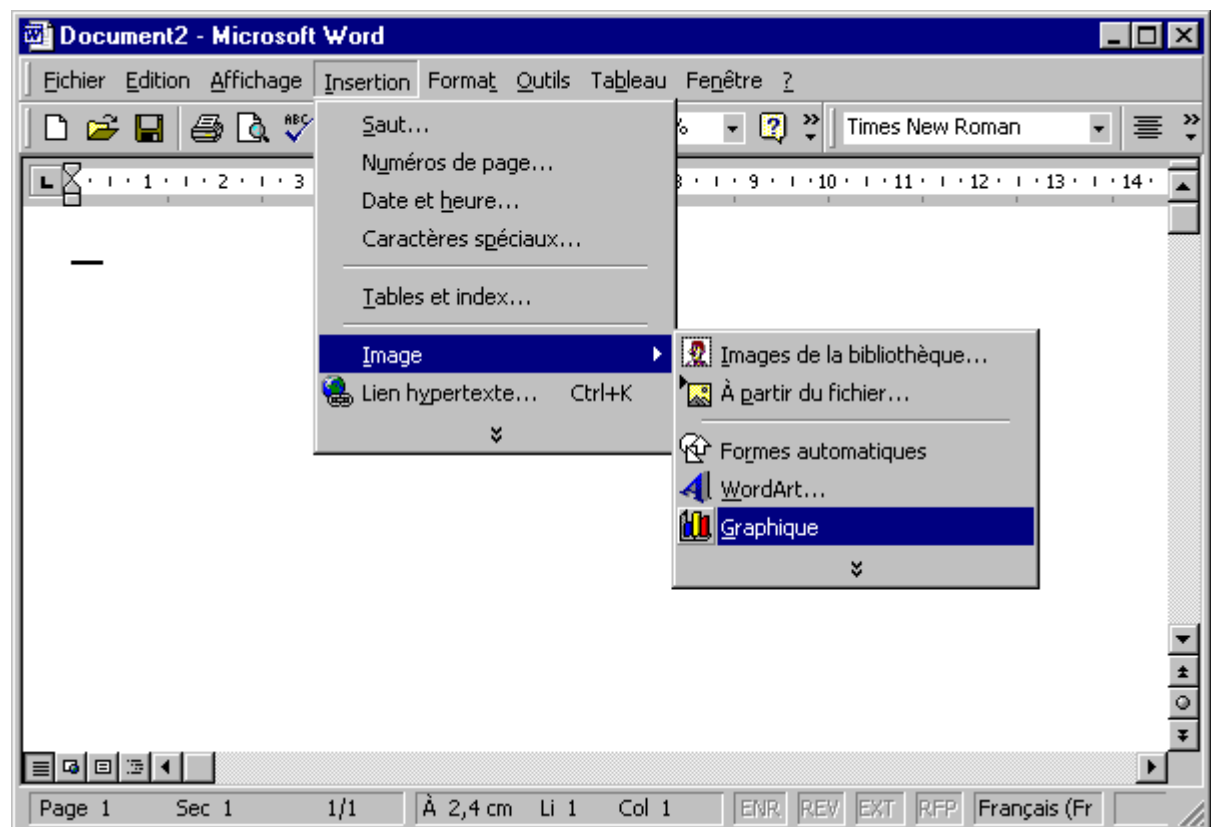 Document2 - Microsoft Word
Fichier Edition Affichage Insertion Format Outils Tableau Fenêtre ?
ABC % Times New Roman
1 2 3 8 9 10 11 12 13 14
Saut...
Numéros de page...
Date et heure...
Caractères spéciaux...
Tables et index...
Image
Lien hypertexte... Ctrl+K
Images de la bibliothèque...
À partir du fichier...
Formes automatiques
WordArt...
Graphique
Page 1 Sec 1 1/1 À 2,4 cm Li 1 Col 1 ENR REV EXT RFP Français (Fr